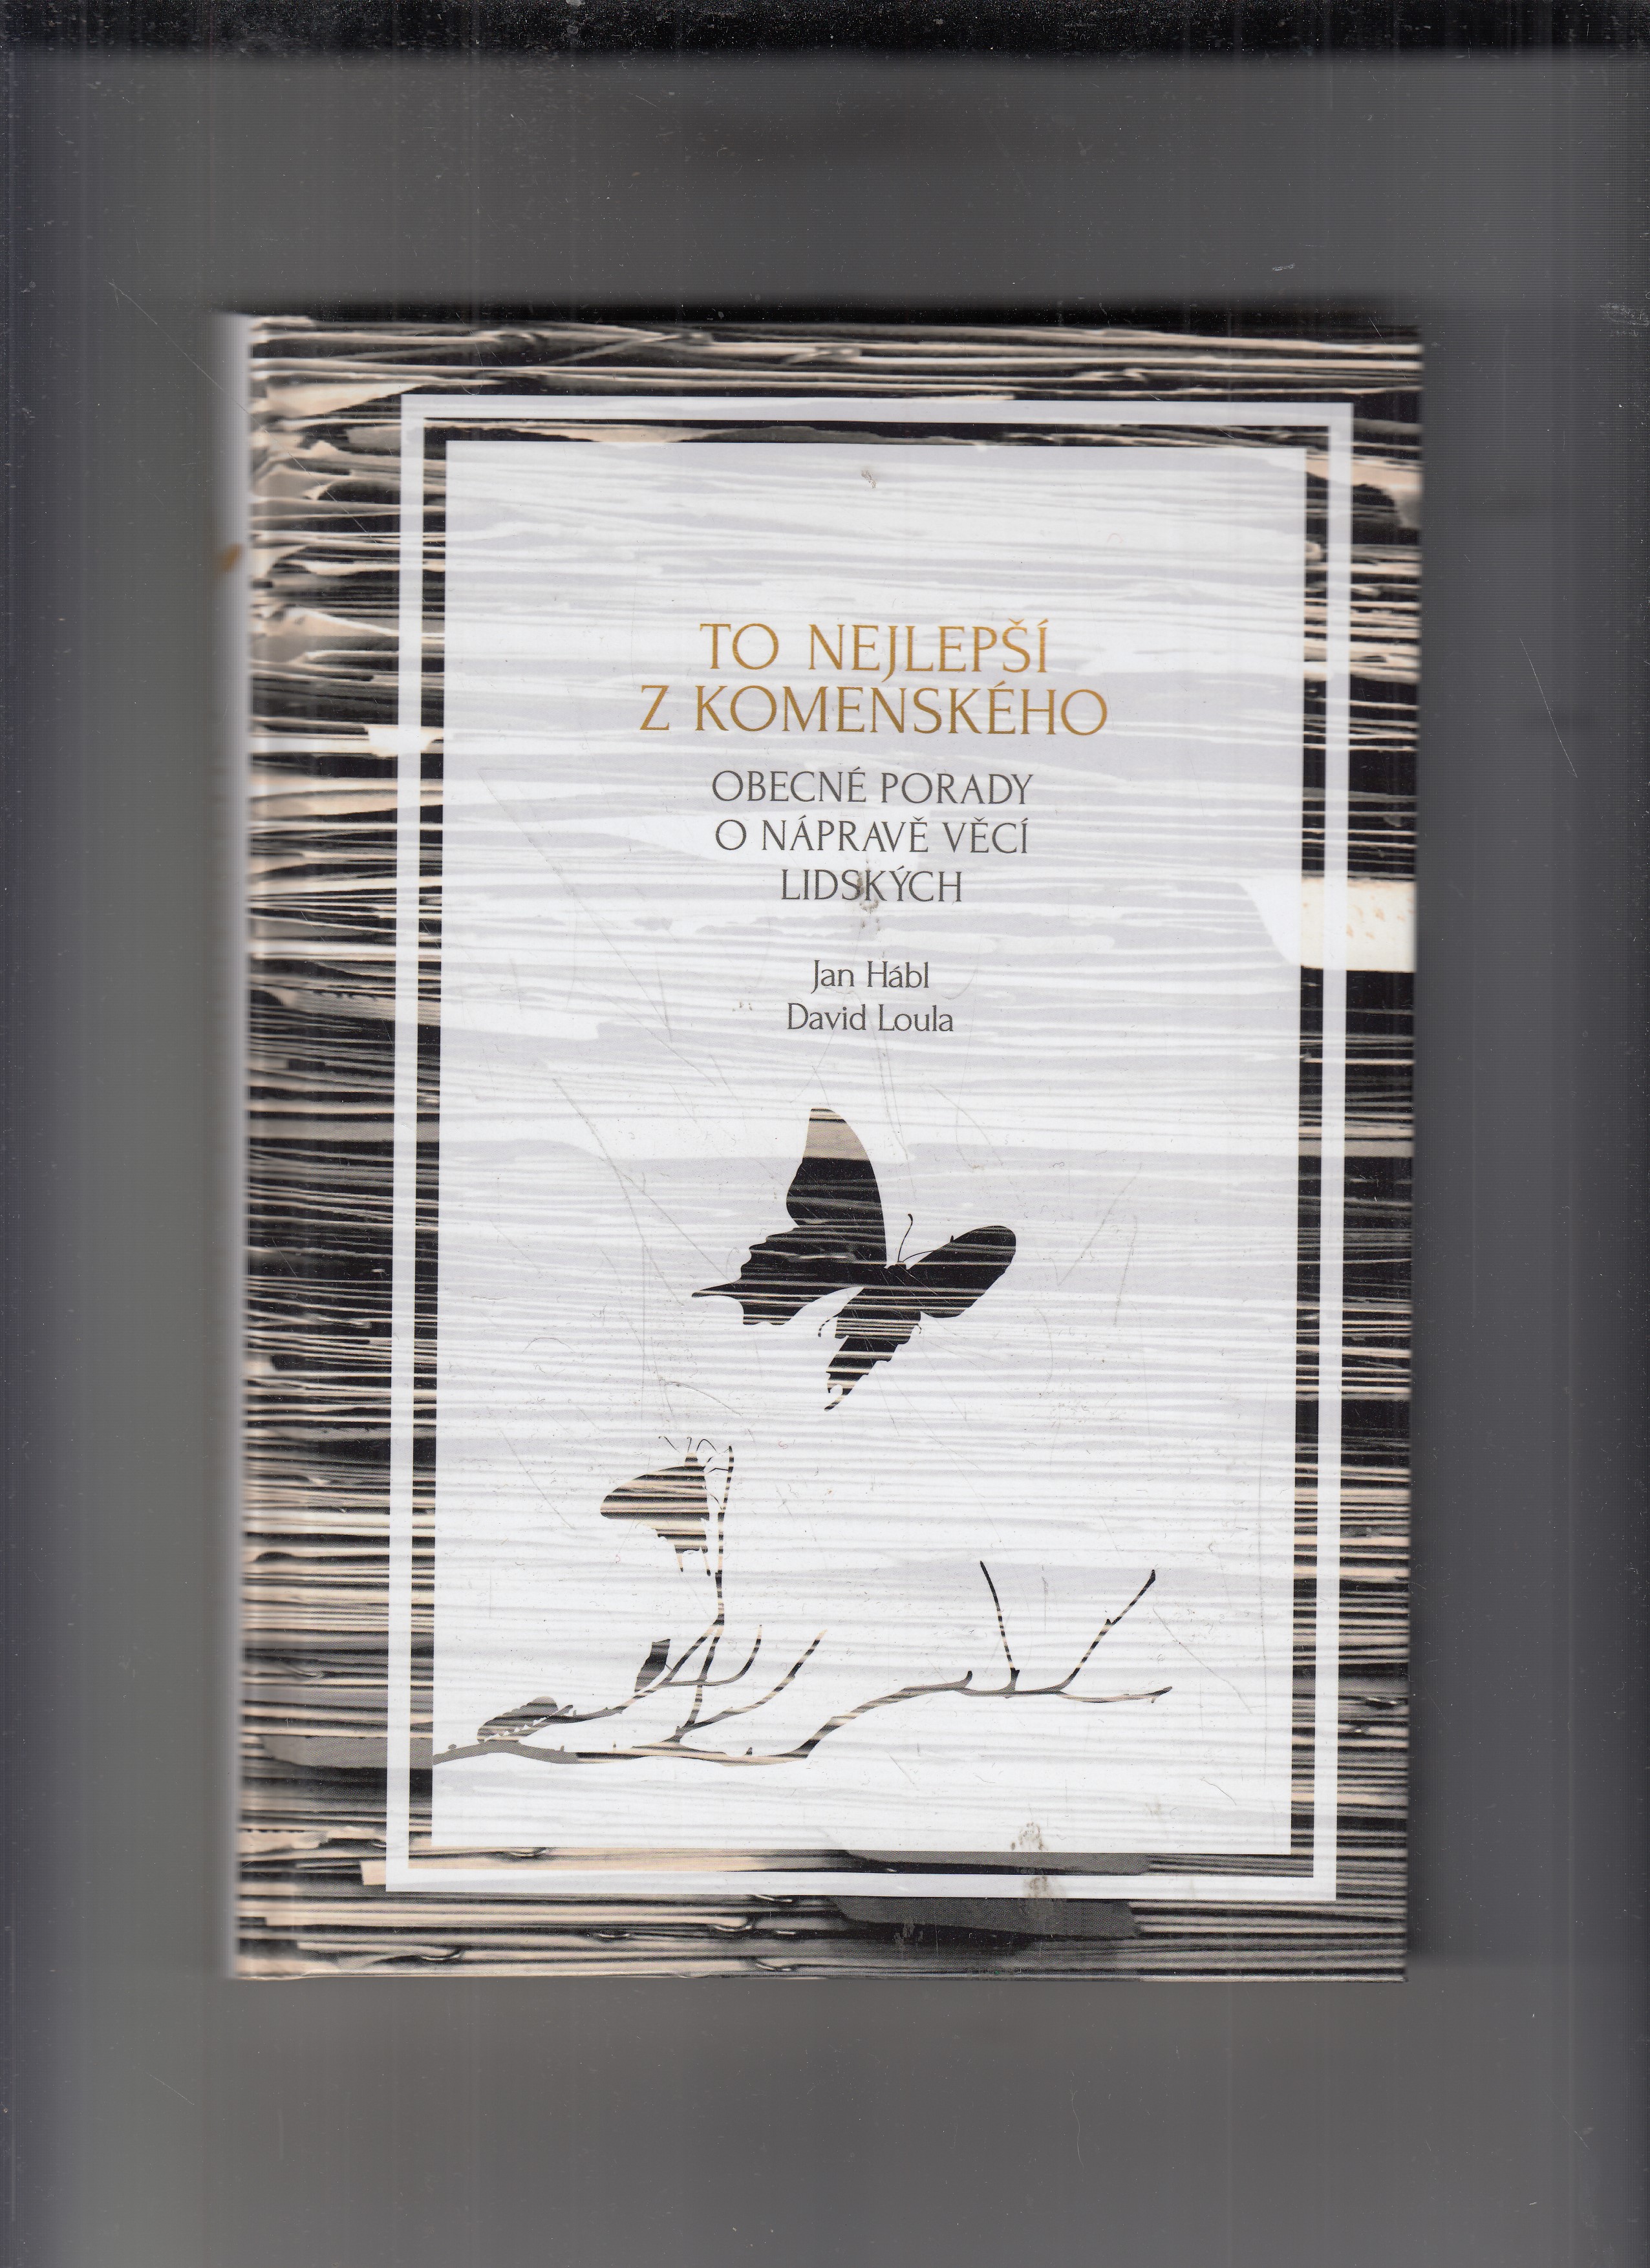 TO NEJLEPŠÍ
Z KOMENSKÉHO
OBECNÉ PORADY
O NÁPRAVĚ VĚCÍ
LIDSKÝCH
Jan Hábl
David Loula